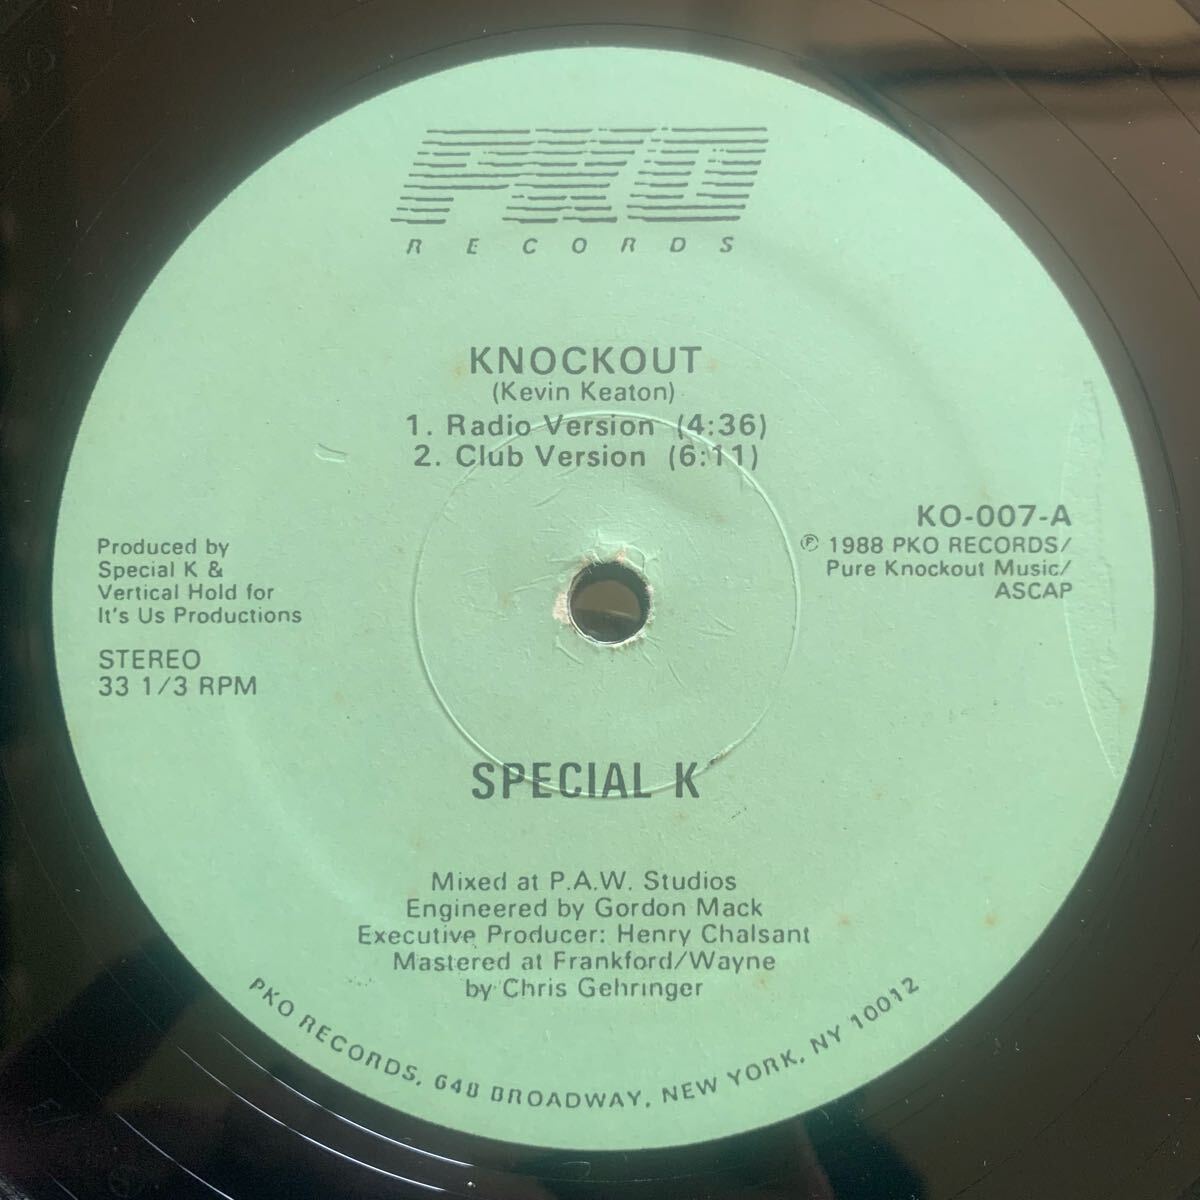 PKO
RECORDS
KNOCKOUT
(Kevin Keaton)
1. Radio Version (4:36)
2. Club Version (6:11)
KO-007-A
℗ 1988 PKO RECORDS/
Pure Knockout Music/
ASCAP
Produced by
Special K &
Vertical Hold for
It's Us Productions
STEREO
33 1/3 RPM
SPECIAL K
Mixed at P.A.W. Studios
Engineered by Gordon Mack
Executive Producer: Henry Chalsant
Mastered at Frankford/Wayne
by Chris Gehringer
PKO RECORDS, 648 BROADWAY, NEW YORK, NY 10012